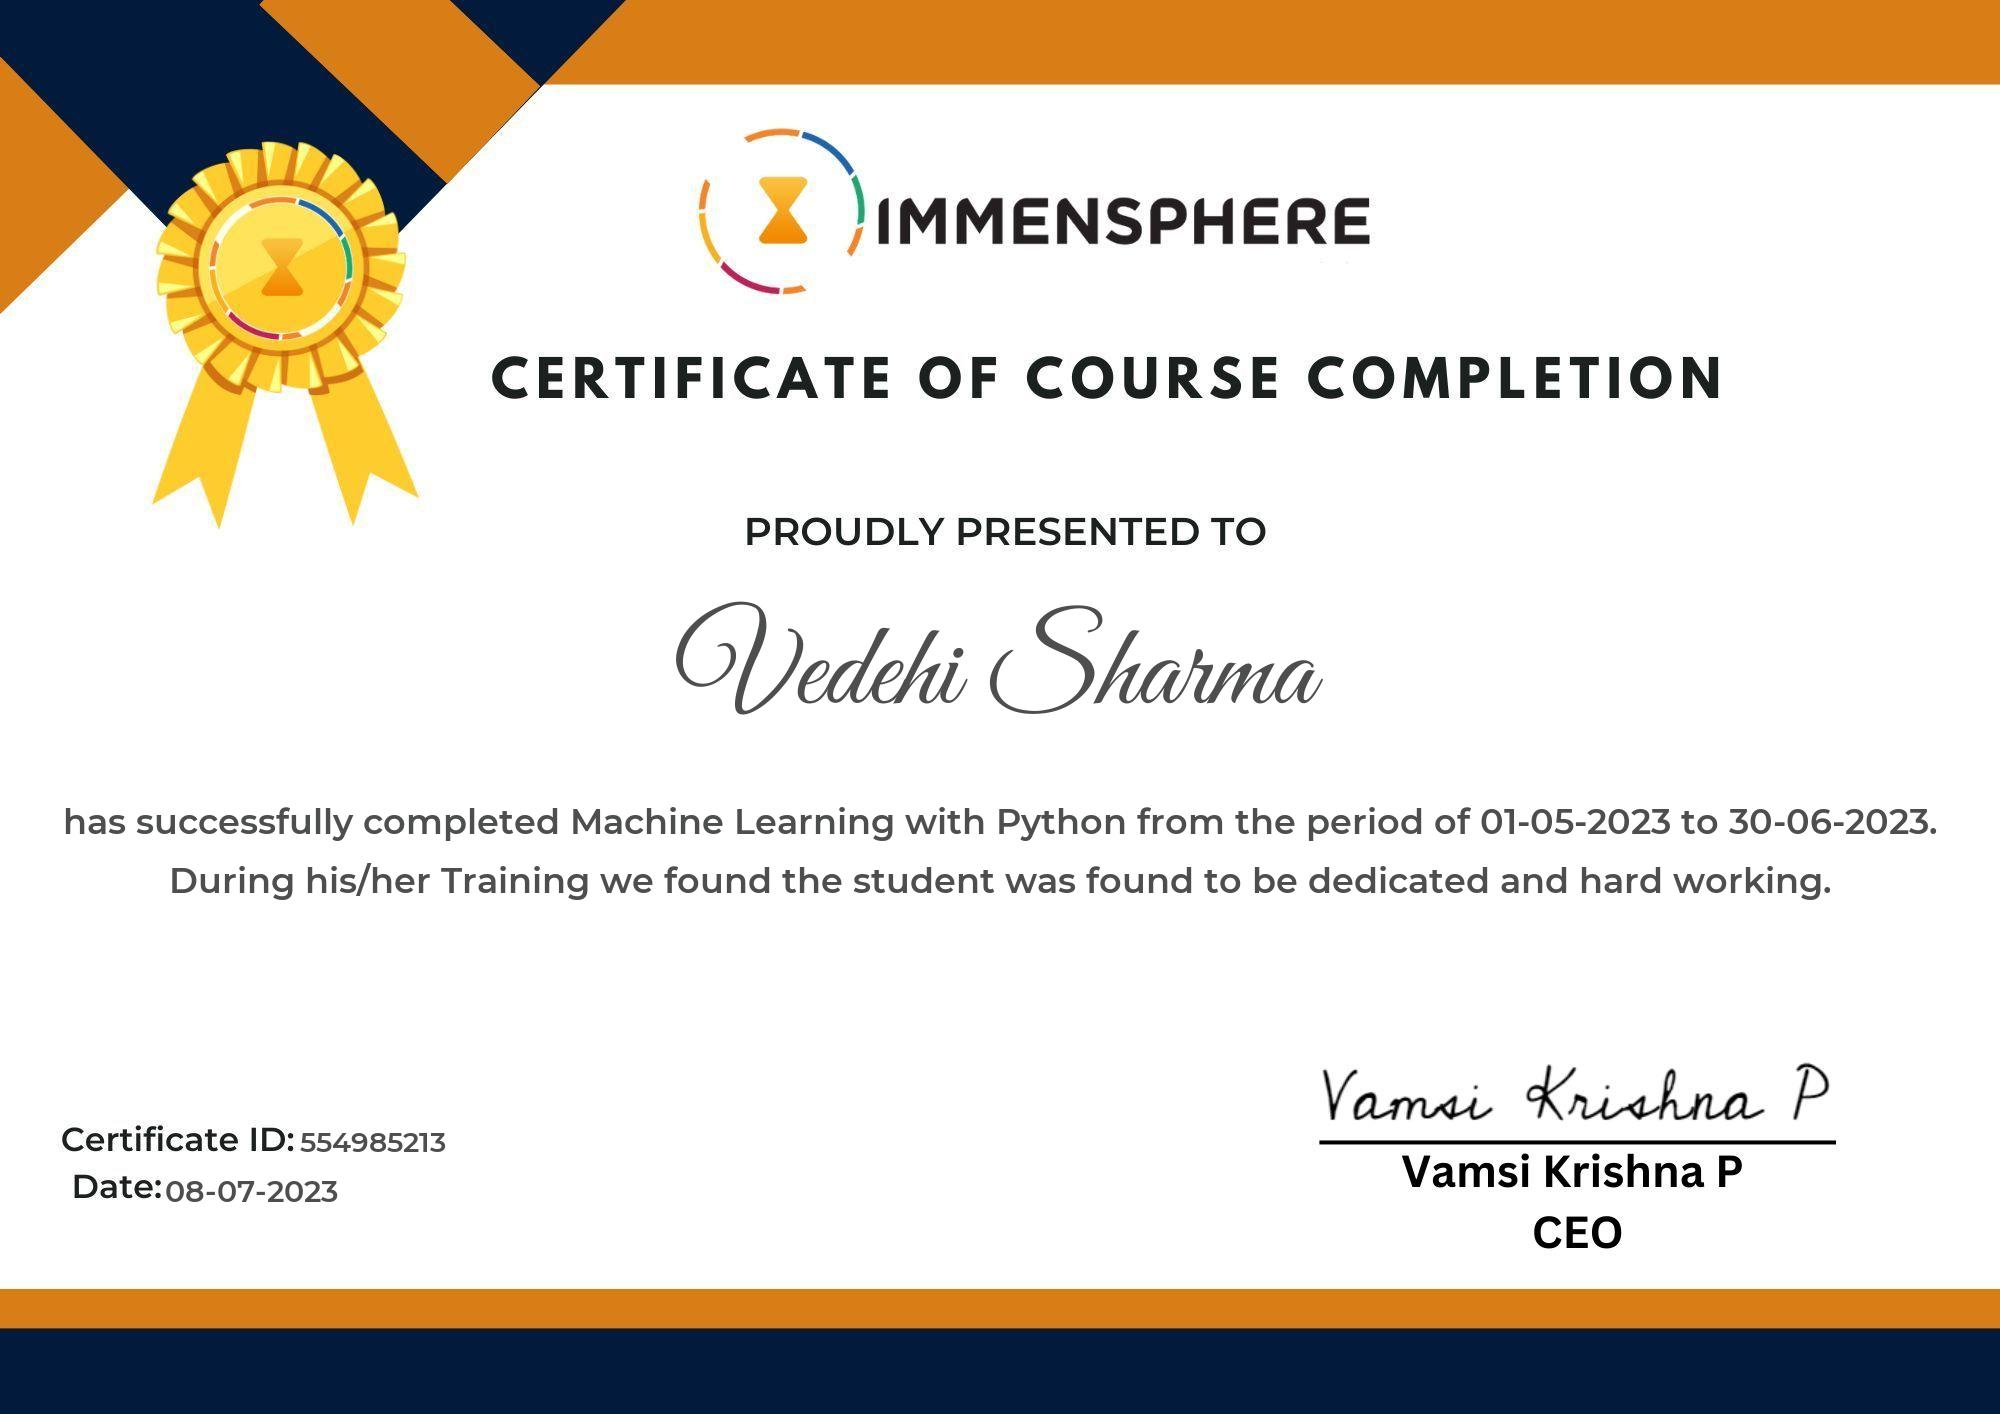 IMMENSPHERE
CERTIFICATE OF COURSE COMPLETION
PROUDLY PRESENTED TO
Vedehi Sharma
has successfully completed Machine Learning with Python from the period of 01-05-2023 to 30-06-2023.
During his/her Training we found the student was found to be dedicated and hard working.
Certificate ID: 554985213
Date: 08-07-2023
Vamsi Krishna P
Vamsi Krishna P
CEO